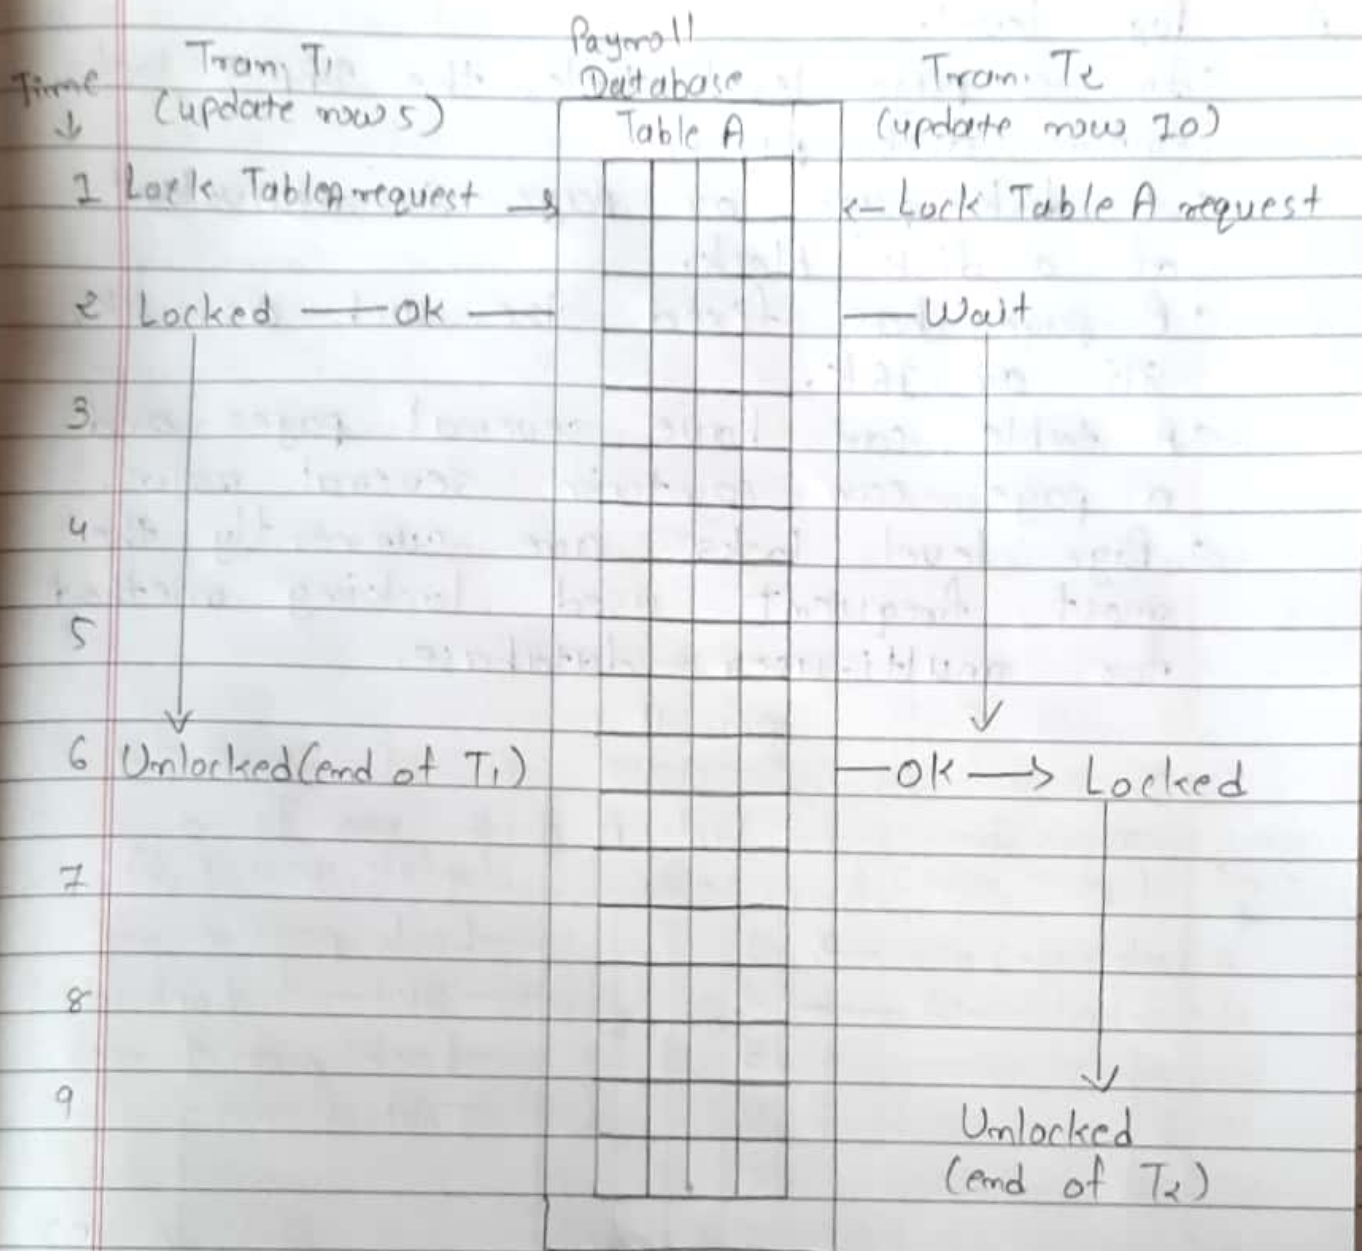 Payroll
Database
Time
Tran. T1
(update row 5)
Table A
Tran. T2
(update row 10)
1 Lock Table A request
Lock Table A request
2 Locked OK
Wait
3
4
5
6 Unlocked (end of T1)
OK Locked
7
8
9
Unlocked
(end of T2)